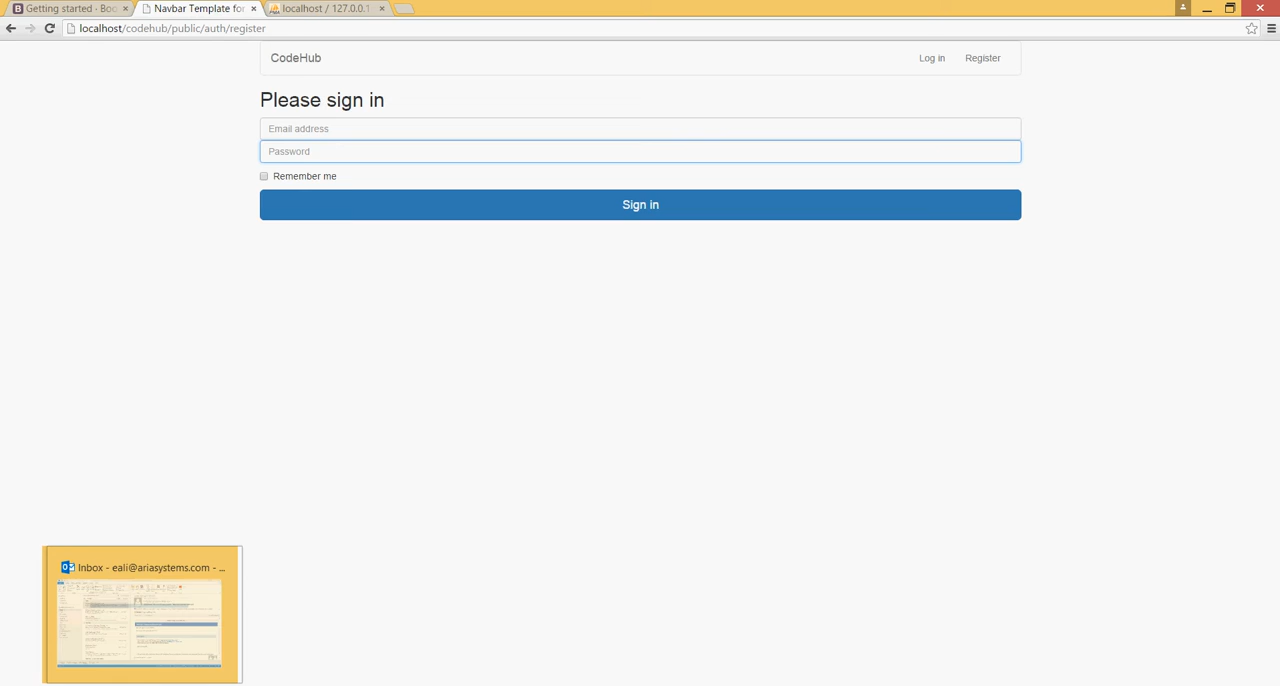 Getting started · Boo
Navbar Template for
localhost / 127.0.0.1
localhost/codehub/public/auth/register
CodeHub
Log in
Register
Please sign in
Email address
Password
Remember me
Sign in
Inbox - eali@ariasystems.com - ...